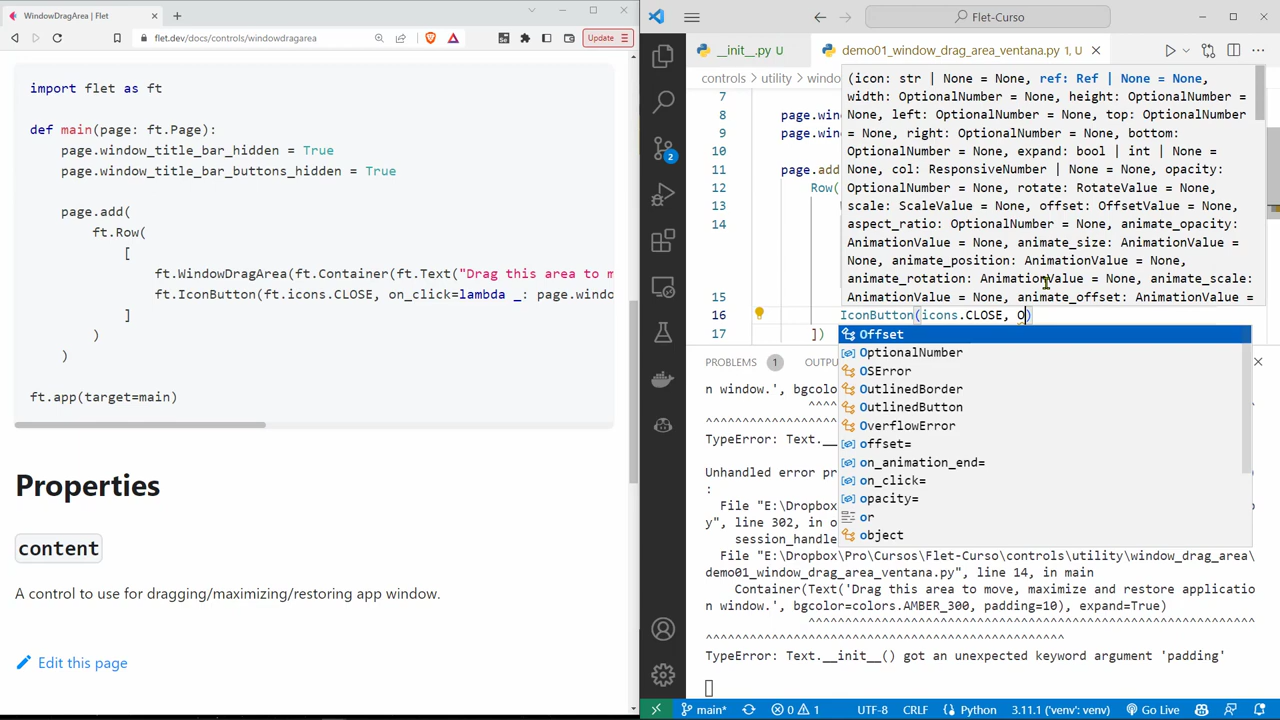 WindowDragArea | Flet
flet.dev/docs/controls/windowdragarea
Update
import flet as ft
def main(page: ft.Page):
page.window_title_bar_hidden = True
page.window_title_bar_buttons_hidden = True
page.add(
ft.Row(
[
ft.WindowDragArea(ft.Container(ft.Text("Drag this area to m
ft.IconButton(ft.icons.CLOSE, on_click=lambda _: page.windo
]
)
)
ft.app(target=main)
Properties
content
A control to use for dragging/maximizing/restoring app window.
Edit this page
Flet-Curso
__init__.py U
demo01_window_drag_area_ventana.py 1, U
controls > utility > windo
7
8 page.wind
9 page.wind
10
11 page.add
12 Row(
13
14
15
16 IconButton(icons.CLOSE, O)
17 ])
(icon: str | None = None, ref: Ref | None = None,
width: OptionalNumber = None, height: OptionalNumber =
None, left: OptionalNumber = None, top: OptionalNumber
= None, right: OptionalNumber = None, bottom:
OptionalNumber = None, expand: bool | int | None =
None, col: ResponsiveNumber | None = None, opacity:
OptionalNumber = None, rotate: RotateValue = None,
scale: ScaleValue = None, offset: OffsetValue = None,
aspect_ratio: OptionalNumber = None, animate_opacity:
AnimationValue = None, animate_size: AnimationValue =
None, animate_position: AnimationValue = None,
animate_rotation: AnimationValue = None, animate_scale:
AnimationValue = None, animate_offset: AnimationValue =
Offset
OptionalNumber
OSError
OutlinedBorder
OutlinedButton
OverflowError
offset=
on_animation_end=
on_click=
opacity=
or
object
2
PROBLEMS 1 OUTPU
n window.', bgcolo
^^^^
^^^^^^^^^^^^^^^^^^
TypeError: Text.__
Unhandled error pr
:
File "E:\Dropbox
y", line 302, in o
session_handle
File "E:\Dropbox\Pro\Cursos\Flet-Curso\controls\utility\window_drag_area\
demo01_window_drag_area_ventana.py", line 14, in main
Container(Text('Drag this area to move, maximize and restore applicatio
n window.', bgcolor=colors.AMBER_300, padding=10), expand=True)
TypeError: Text.__init__() got an unexpected keyword argument 'padding'
main* 0 1 UTF-8 CRLF Python 3.11.1 ('venv': venv) Go Live